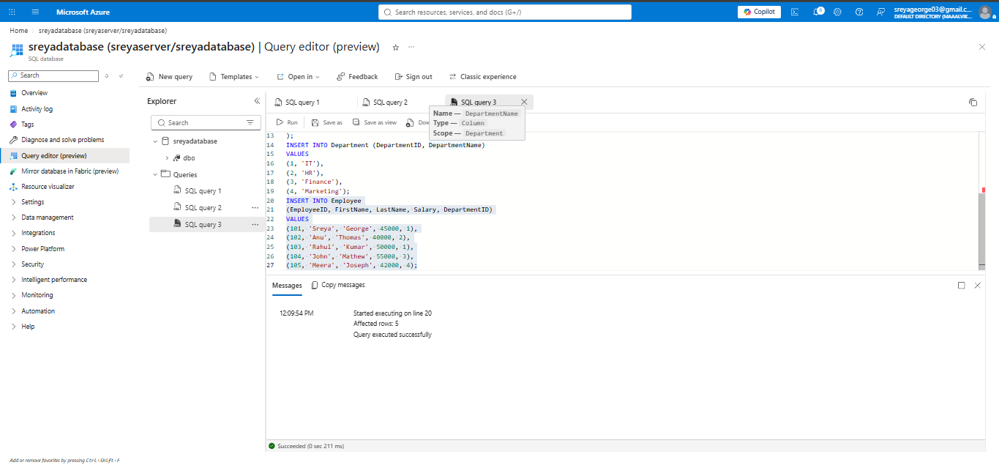 Microsoft Azure
Search resources, services, and docs (G+/)
Copilot
6
sreyageorge03@gmail.c...
DEFAULT DIRECTORY (MAAALVIK...
Home
sreyadatabase (sreyaserver/sreyadatabase)
sreyadatabase (sreyaserver/sreyadatabase) | Query editor (preview)
SQL database
Search
Overview
Activity log
Tags
Diagnose and solve problems
Query editor (preview)
Mirror database in Fabric (preview)
Resource visualizer
Settings
Data management
Integrations
Power Platform
Security
Intelligent performance
Monitoring
Automation
Help
Add or remove favorites by pressing Ctrl+Shift+F
New query
Templates
Open in
Feedback
Sign out
Classic experience
Explorer
Search
sreyadatabase
dbo
Queries
SQL query 1
SQL query 2
SQL query 3
SQL query 1
SQL query 2
SQL query 3
Run
Save as
Save as view
Dow
Name — DepartmentName
Type — Column
Scope — Department
13 );
14 INSERT INTO Department (DepartmentID, DepartmentName)
15 VALUES
16 (1, 'IT'),
17 (2, 'HR'),
18 (3, 'Finance'),
19 (4, 'Marketing');
20 INSERT INTO Employee
21 (EmployeeID, FirstName, LastName, Salary, DepartmentID)
22 VALUES
23 (101, 'Sreya', 'George', 45000, 1),
24 (102, 'Anu', 'Thomas', 40000, 2),
25 (103, 'Rahul', 'Kumar', 50000, 1),
26 (104, 'John', 'Mathew', 55000, 3),
27 (105, 'Meera', 'Joseph', 42000, 4);
Messages
Copy messages
12:09:54 PM
Started executing on line 20
Affected rows: 5
Query executed successfully
Succeeded (0 sec 211 ms)